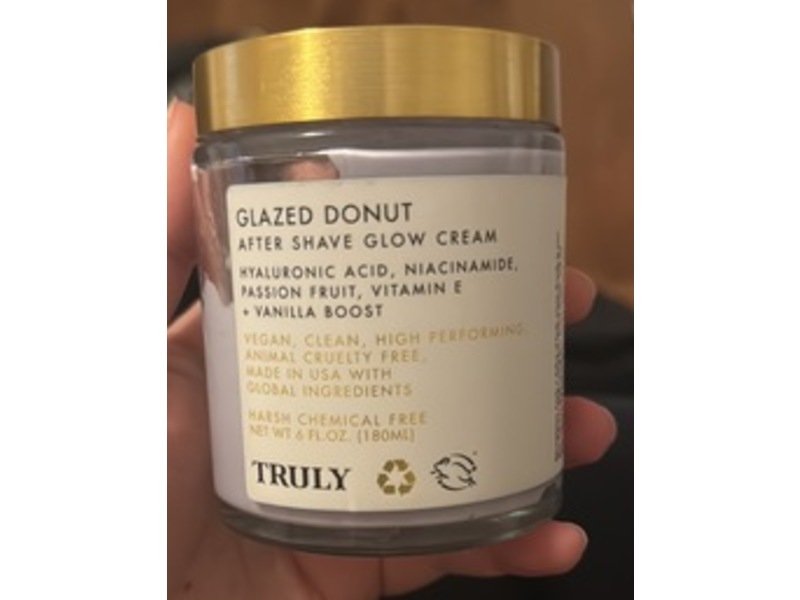 GLAZED DONUT
AFTER SHAVE GLOW CREAM
HYALURONIC ACID, NIACINAMIDE,
PASSION FRUIT, VITAMIN E
+ VANILLA BOOST
VEGAN, CLEAN, HIGH PERFORMING,
ANIMAL CRUELTY FREE,
MADE IN USA WITH
GLOBAL INGREDIENTS
HARSH CHEMICAL FREE
NET WT. 6 FL.OZ. (180ML)
TRULY